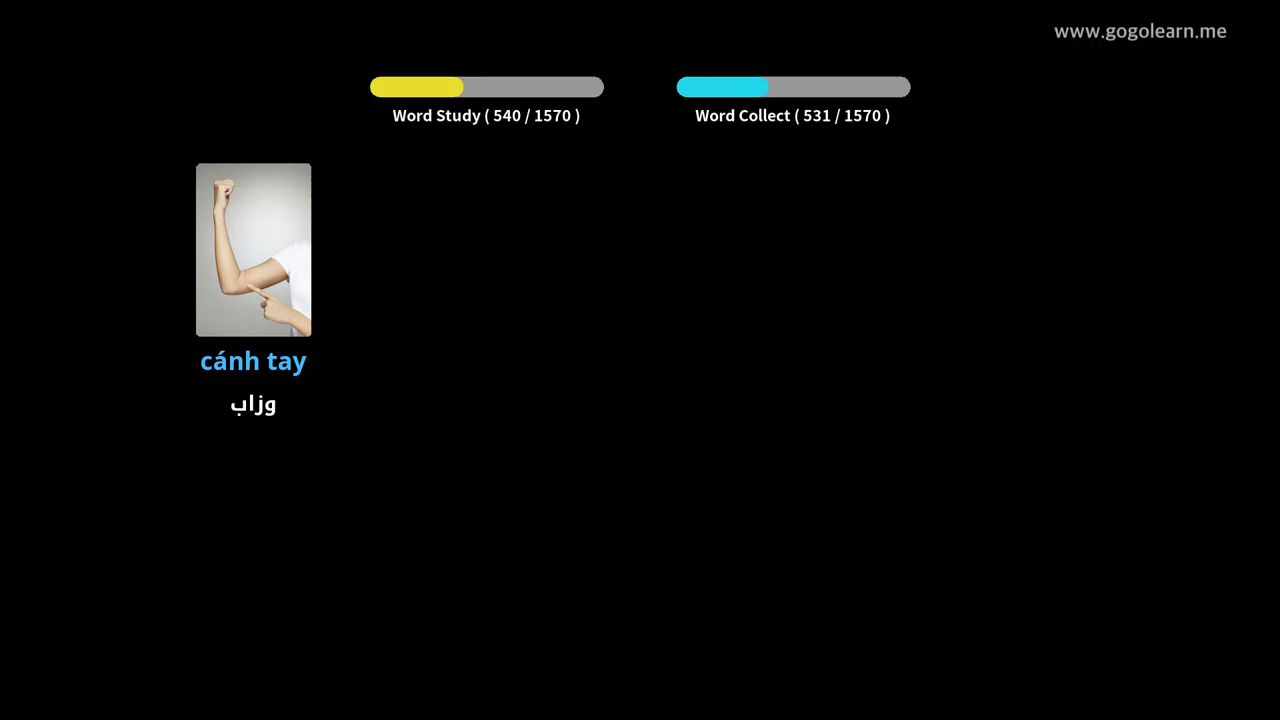 www.gogolearn.me
Word Study ( 540 / 1570 )
Word Collect ( 531 / 1570 )
cánh tay
وزاب